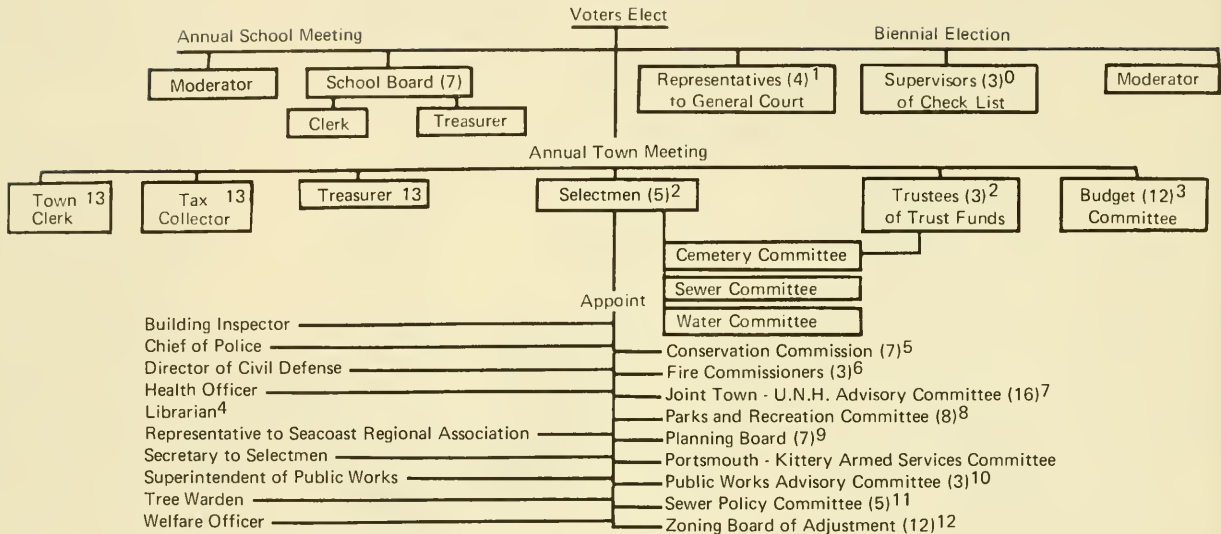 Voters Elect
Annual School Meeting
Biennial Election
Moderator
School Board (7)
Clerk
Treasurer
Representatives (4)1
to General Court
Supervisors (3)0
of Check List
Moderator
Annual Town Meeting
Town 13
Clerk
Tax 13
Collector
Treasurer 13
Selectmen (5)2
Trustees (3)2
of Trust Funds
Budget (12)3
Committee
Cemetery Committee
Sewer Committee
Water Committee
Appoint
Building Inspector
Chief of Police
Director of Civil Defense
Health Officer
Librarian4
Representative to Seacoast Regional Association
Secretary to Selectmen
Superintendent of Public Works
Tree Warden
Welfare Officer
Conservation Commission (7)5
Fire Commissioners (3)6
Joint Town - U.N.H. Advisory Committee (16)7
Parks and Recreation Committee (8)8
Planning Board (7)9
Portsmouth - Kittery Armed Services Committee
Public Works Advisory Committee (3)10
Sewer Policy Committee (5)11
Zoning Board of Adjustment (12)12